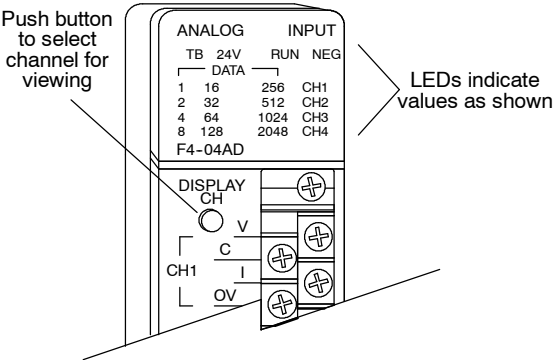 Push button
to select
channel for
viewing
ANALOG INPUT
TB 24V RUN NEG
DATA
1 16 256 CH1
2 32 512 CH2
4 64 1024 CH3
8 128 2048 CH4
F4-04AD
LEDs indicate
values as shown
DISPLAY
CH
V
C
CH1
I
OV